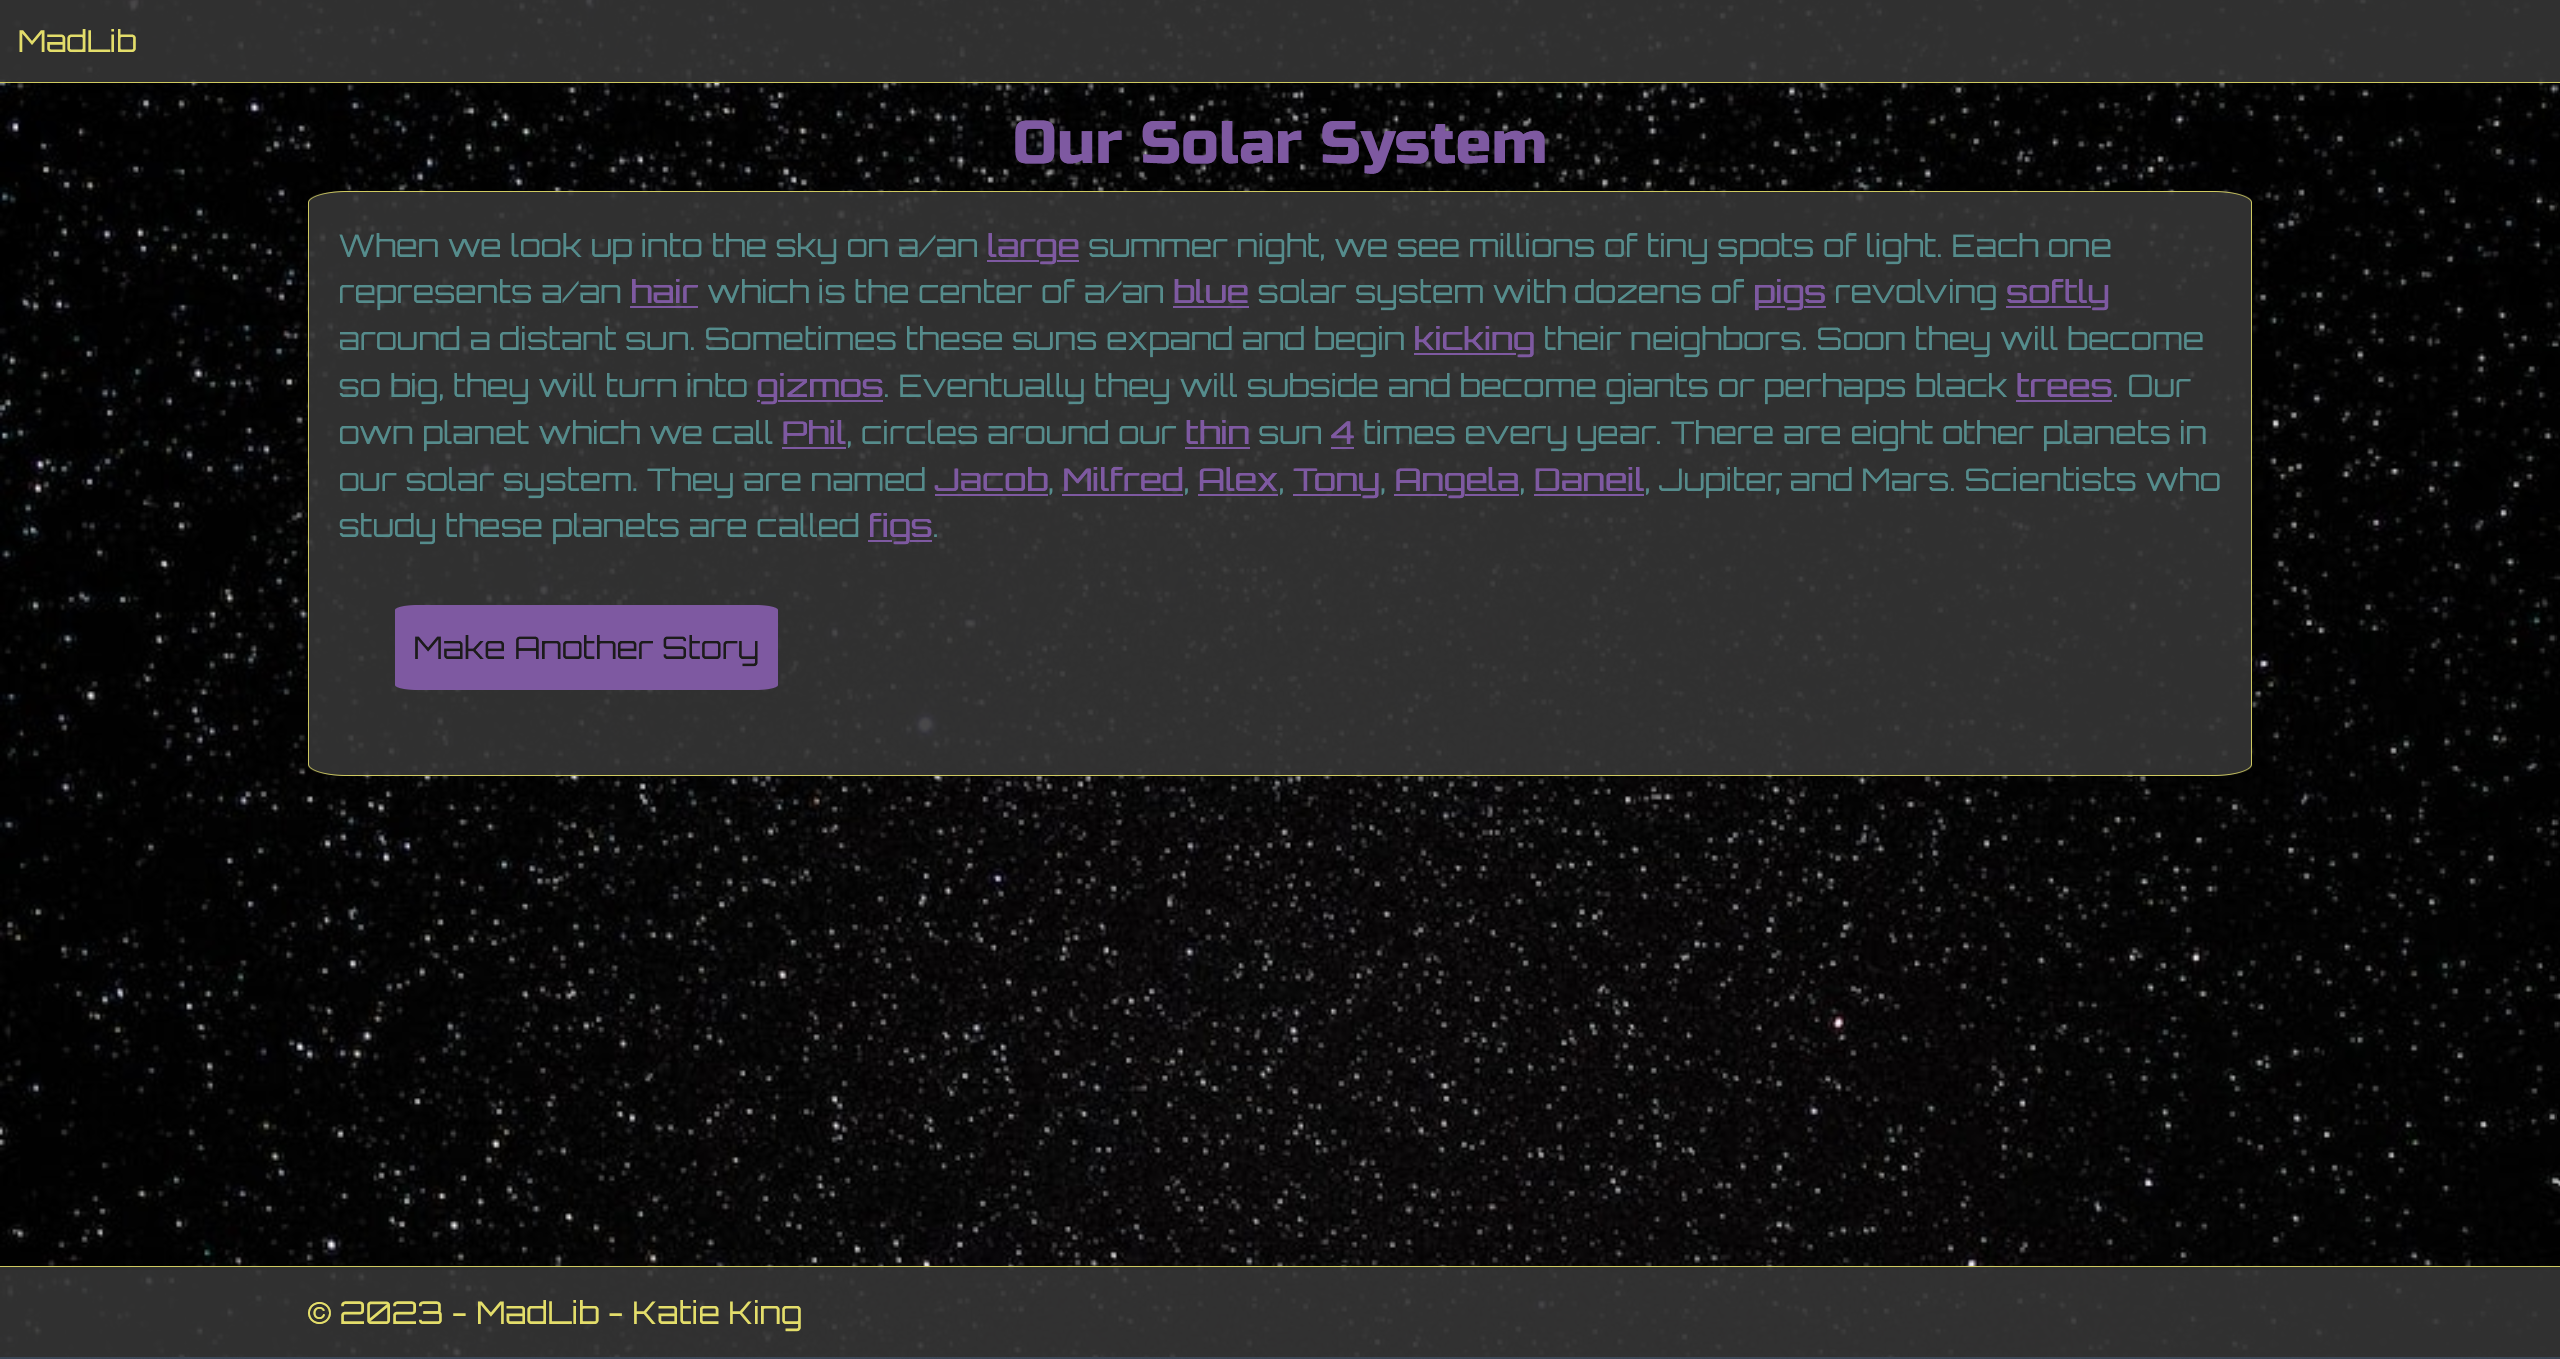 MadLib
Our Solar System
When we look up into the sky on a/an large summer night, we see millions of tiny spots of light. Each one
represents a/an hair which is the center of a/an blue solar system with dozens of pigs revolving softly
around a distant sun. Sometimes these suns expand and begin kicking their neighbors. Soon they will become
so big, they will turn into gizmos. Eventually they will subside and become giants or perhaps black trees. Our
own planet which we call Phil, circles around our thin sun 4 times every year. There are eight other planets in
our solar system. They are named Jacob, Milfred, Alex, Tony, Angela, Daneil, Jupiter, and Mars. Scientists who
study these planets are called figs.
Make Another Story
© 2023 - MadLib - Katie King